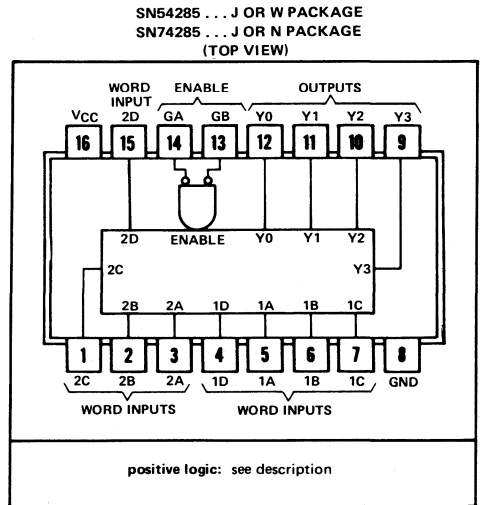 SN54285 ... J OR W PACKAGE
SN74285 ... J OR N PACKAGE
(TOP VIEW)
WORD ENABLE OUTPUTS
INPUT
VCC 2D GA GB Y0 Y1 Y2 Y3
16 15 14 13 12 11 10 9
2D ENABLE Y0 Y1 Y2
2C Y3
2B 2A 1D 1A 1B 1C
1 2 3 4 5 6 7 8
2C 2B 2A 1D 1A 1B 1C GND
WORD INPUTS WORD INPUTS
positive logic: see description